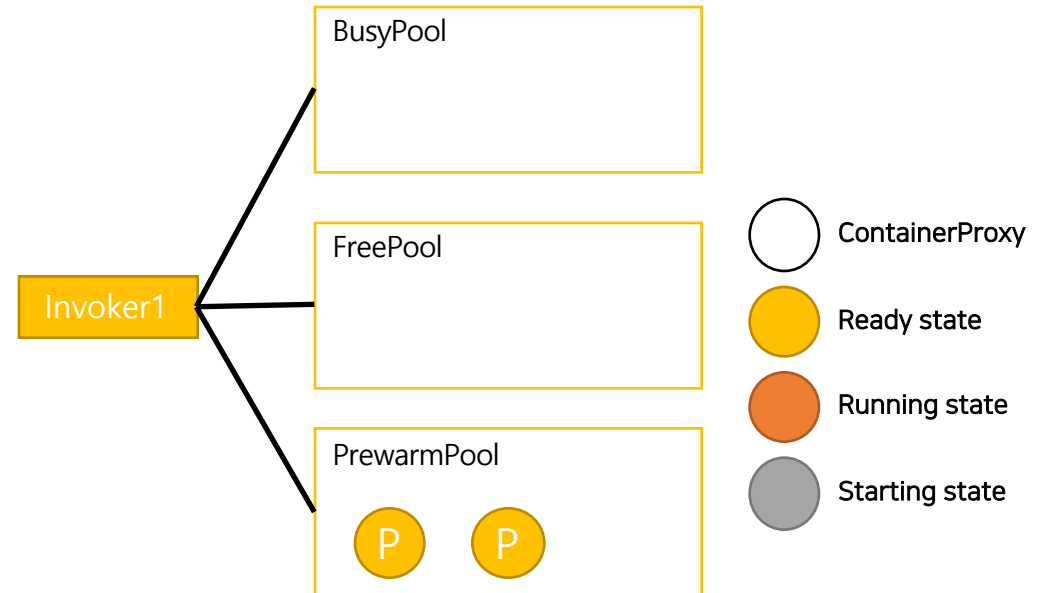 BusyPool
FreePool
Invoker1
PrewarmPool
P P
ContainerProxy
Ready state
Running state
Starting state